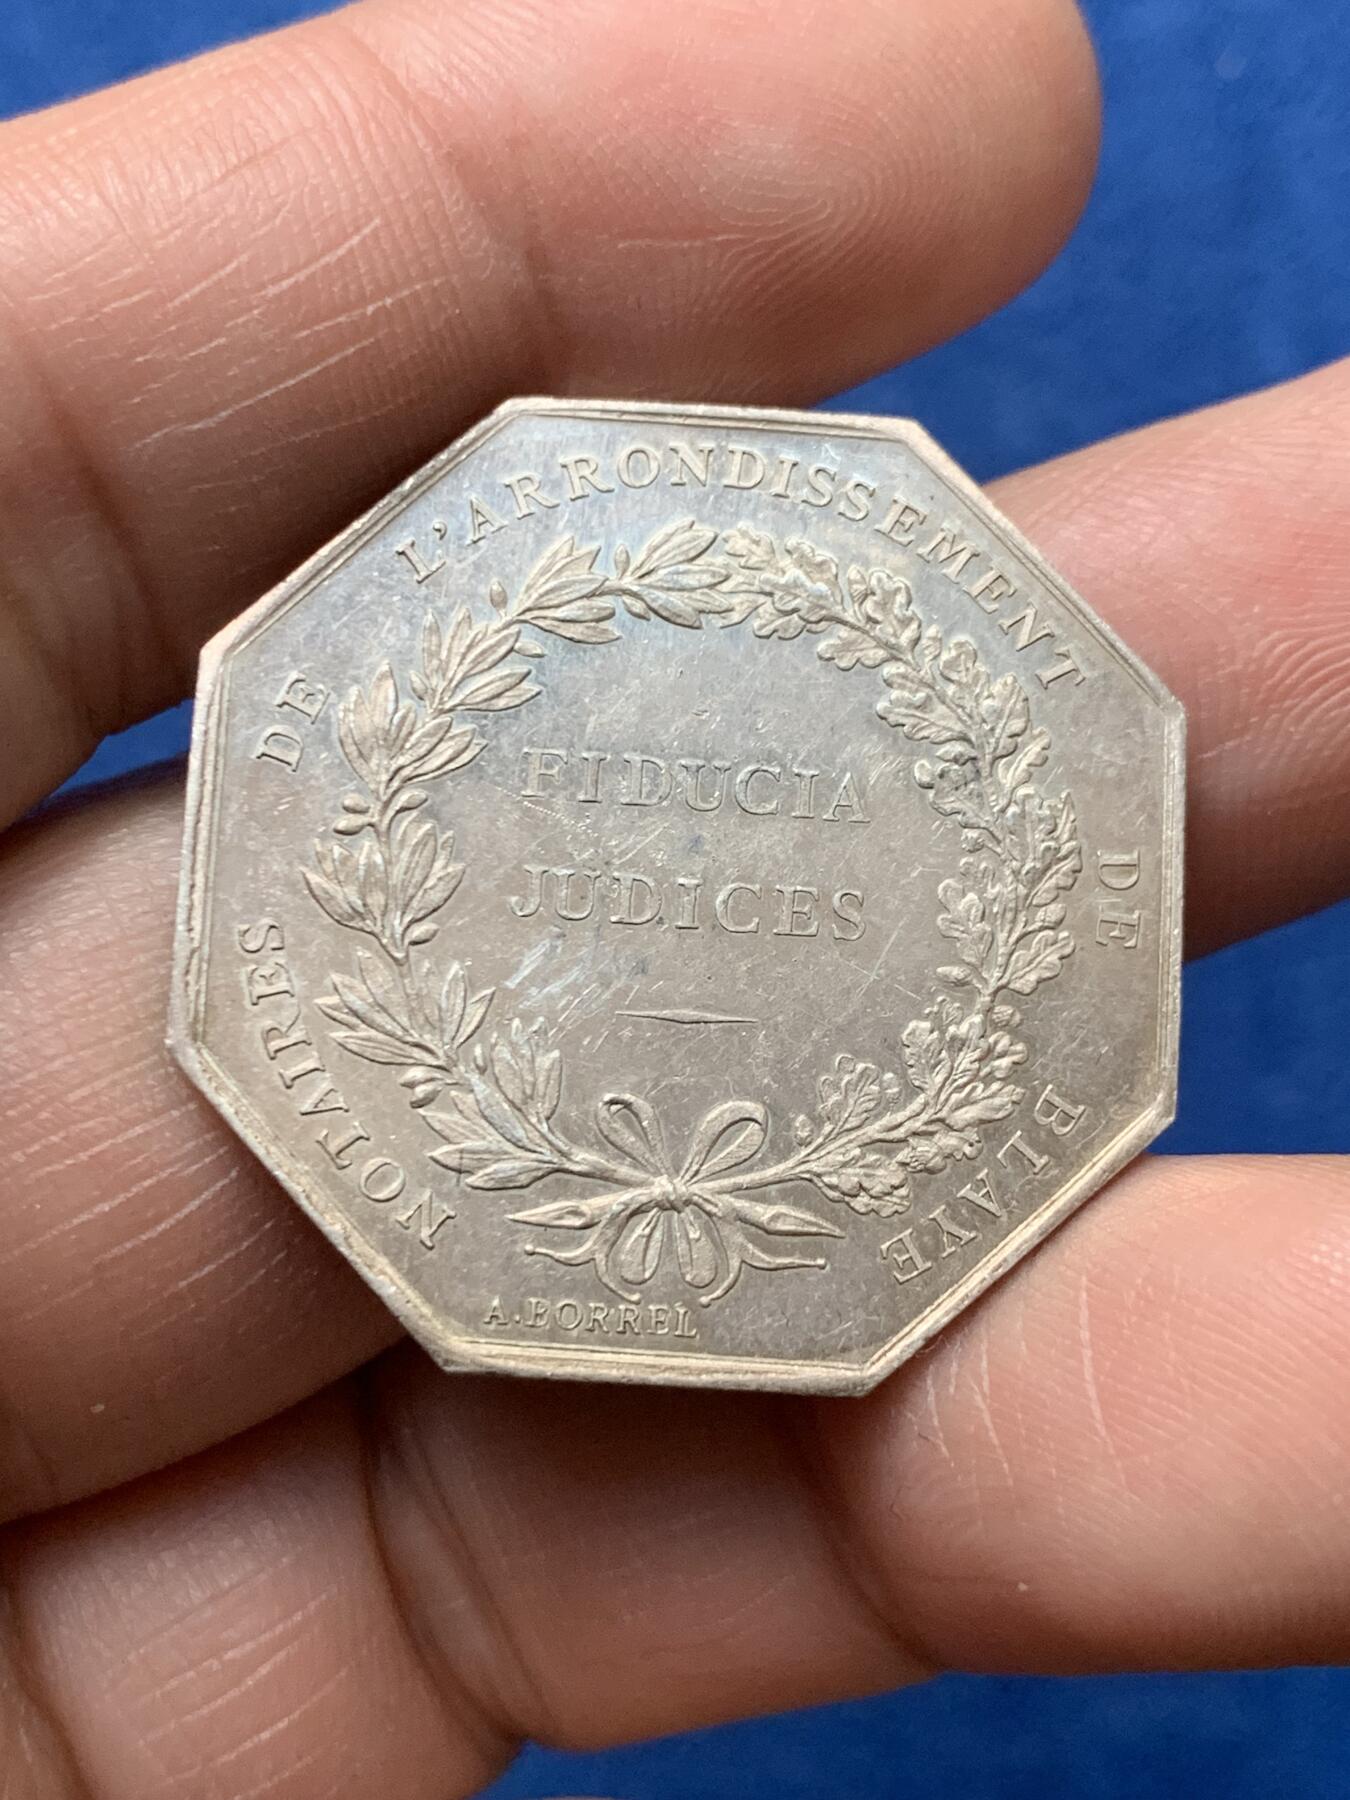 NOTAIRES DE L'ARRONDISSEMENT DE BLAYE
FIDUCIA
JUDICES
A.BORREL